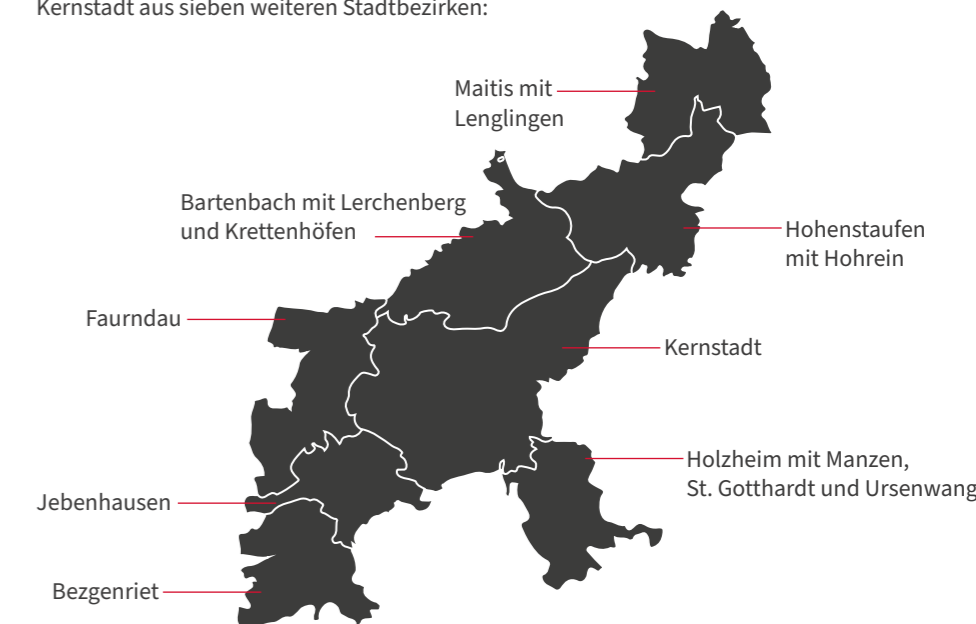 Kernstadt aus sieben weiteren Stadtbezirken:
Maitis mit
Lenglingen
Bartenbach mit Lerchenberg
und Krettenhöfen
Hohenstaufen
mit Hohrein
Faurndau
Kernstadt
Holzheim mit Manzen,
St. Gotthardt und Ursenwang
Jebenhausen
Bezgenriet